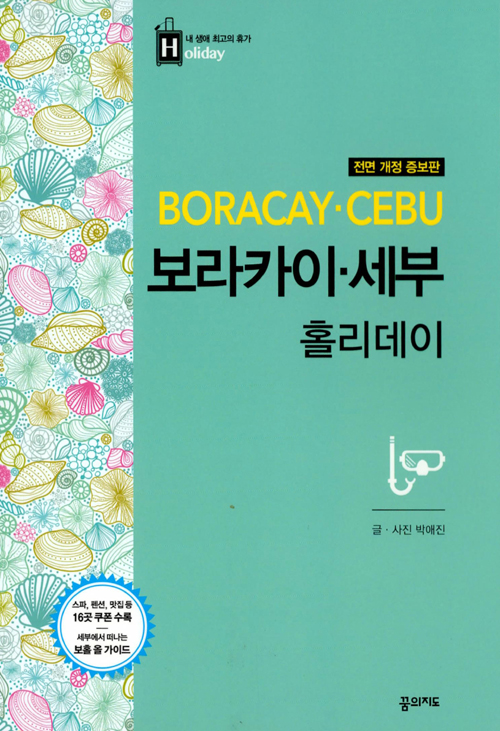 내 생애 최고의 휴가
Holiday
전면 개정 증보판
BORACAY·CEBU
보라카이·세부
홀리데이
글·사진 박애진
스파, 펜션, 맛집 등
16곳 쿠폰 수록
세부에서 떠나는
보홀 올 가이드
꿈의지도